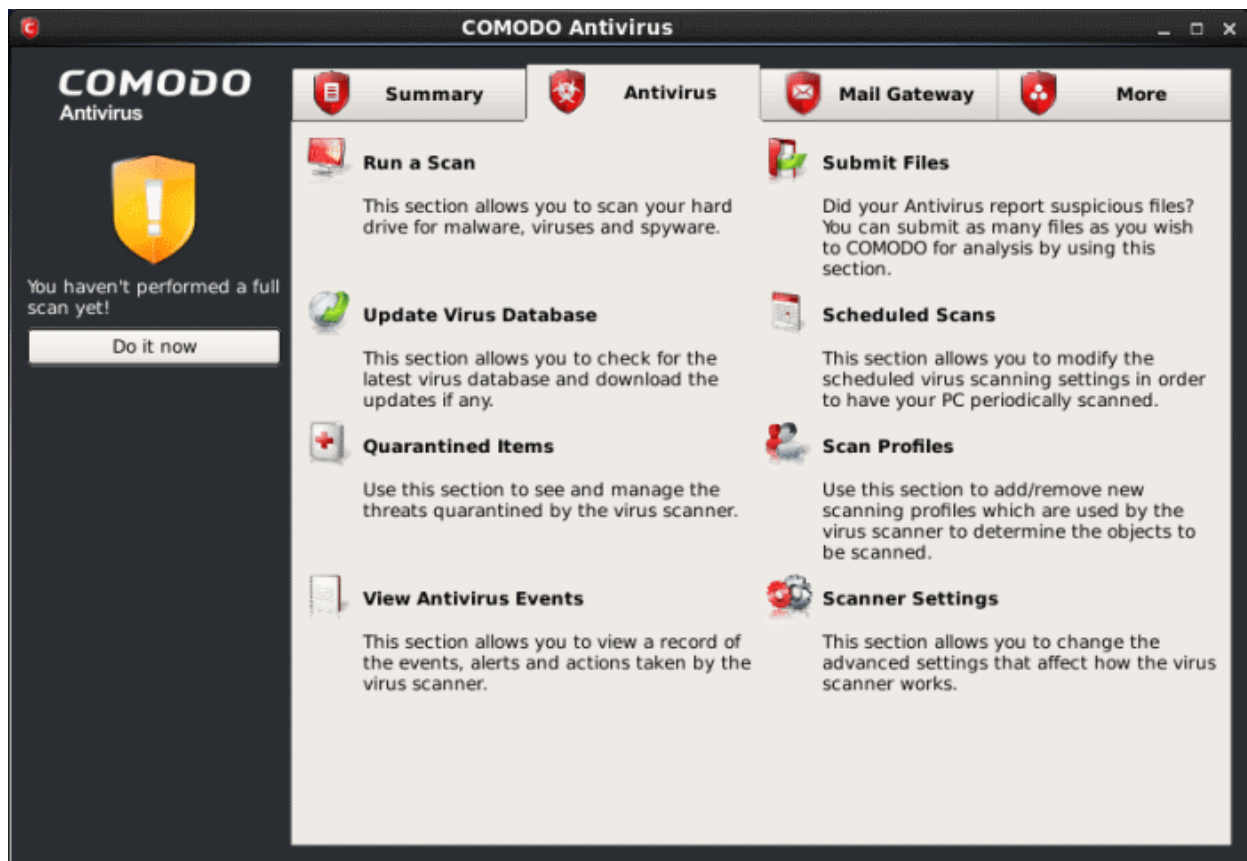 COMODO Antivirus
COMODO
Antivirus
You haven't performed a full
scan yet!
Do it now
Summary
Antivirus
Mail Gateway
More
Run a Scan
This section allows you to scan your hard
drive for malware, viruses and spyware.
Submit Files
Did your Antivirus report suspicious files?
You can submit as many files as you wish
to COMODO for analysis by using this
section.
Update Virus Database
This section allows you to check for the
latest virus database and download the
updates if any.
Scheduled Scans
This section allows you to modify the
scheduled virus scanning settings in order
to have your PC periodically scanned.
Quarantined Items
Use this section to see and manage the
threats quarantined by the virus scanner.
Scan Profiles
Use this section to add/remove new
scanning profiles which are used by the
virus scanner to determine the objects to
be scanned.
View Antivirus Events
This section allows you to view a record of
the events, alerts and actions taken by the
virus scanner.
Scanner Settings
This section allows you to change the
advanced settings that affect how the virus
scanner works.